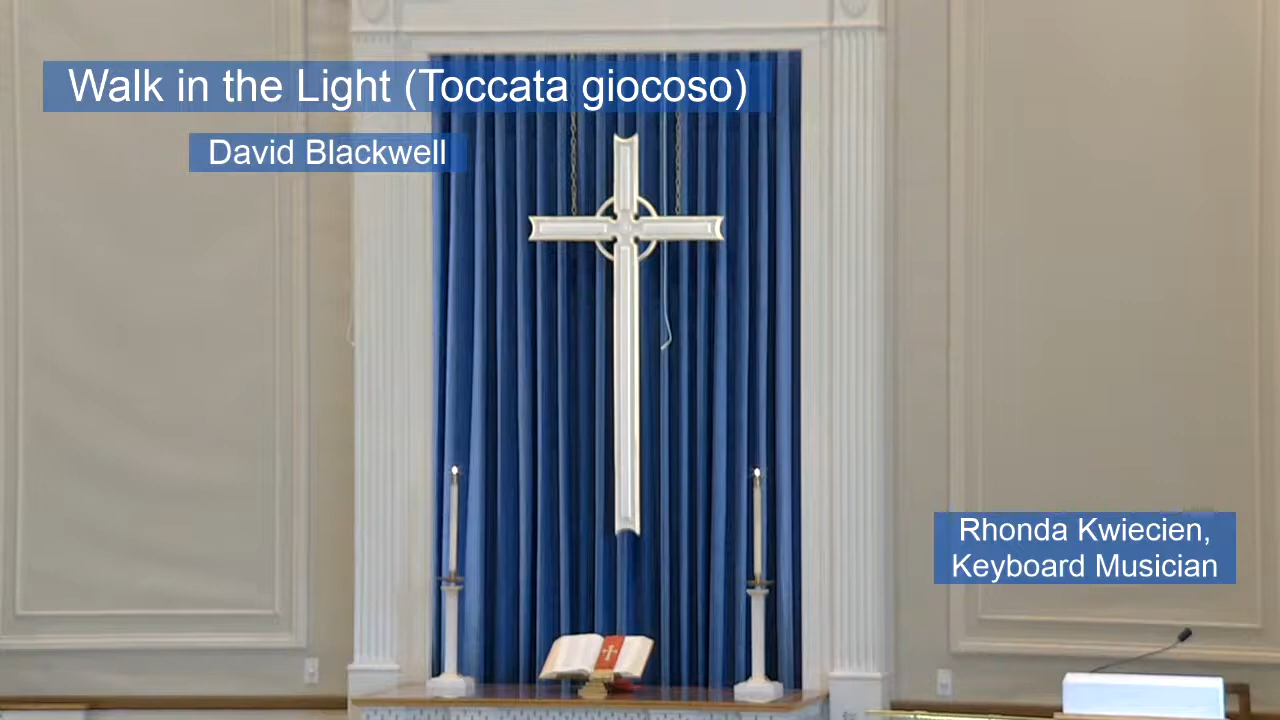 Walk in the Light (Toccata giocoso)
David Blackwell
Rhonda Kwiecien,
Keyboard Musician